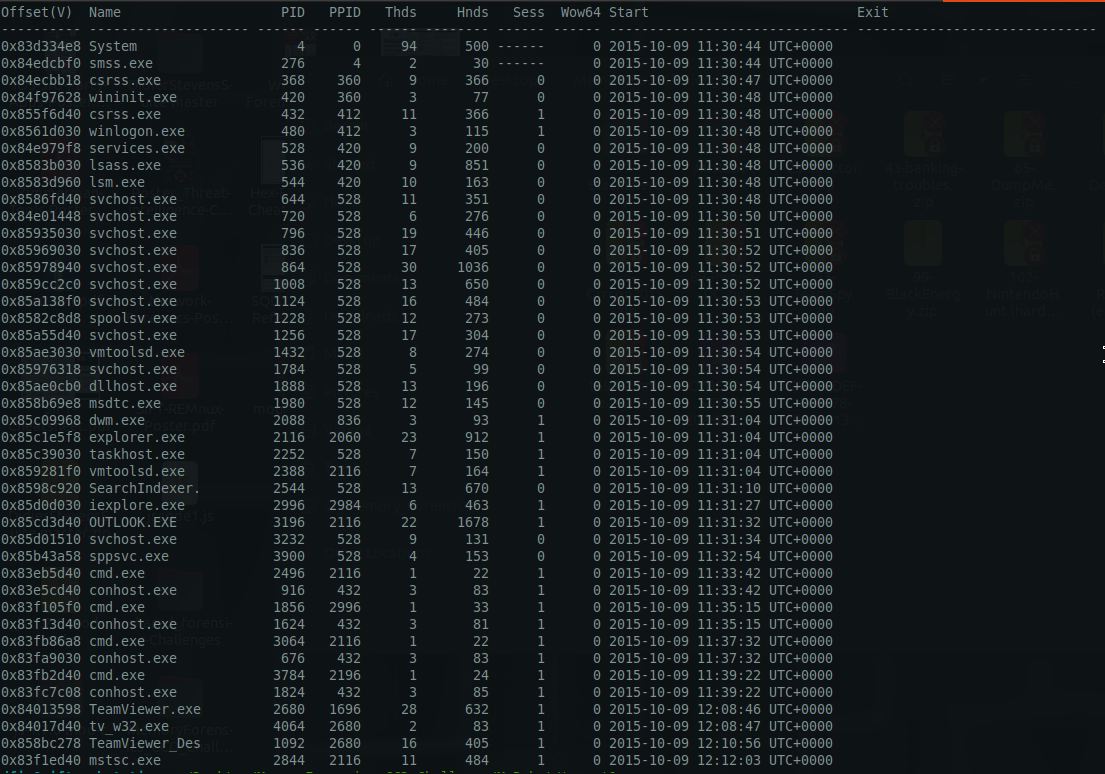 Offset(V)  Name                    PID   PPID   Thds     Hnds   Sess  Wow64 Start                          Exit
---------- -------------------- ------ ------ ------ -------- ------ ------ ------------------------------ ------------------------------
0x83d334e8 System                    4      0     94      500 ------      0 2015-10-09 11:30:44 UTC+0000
0x84edcbf0 smss.exe                276      4      2       30 ------      0 2015-10-09 11:30:44 UTC+0000
0x84ecbb18 csrss.exe               368    360      9      366      0      0 2015-10-09 11:30:47 UTC+0000
0x84f97628 wininit.exe             420    360      3       77      0      0 2015-10-09 11:30:48 UTC+0000
0x855f6d40 csrss.exe               432    412     11      366      1      0 2015-10-09 11:30:48 UTC+0000
0x8561d030 winlogon.exe            480    412      3      115      1      0 2015-10-09 11:30:48 UTC+0000
0x84e979f8 services.exe            528    420      9      200      0      0 2015-10-09 11:30:48 UTC+0000
0x8583b030 lsass.exe               536    420      9      851      0      0 2015-10-09 11:30:48 UTC+0000
0x8583d960 lsm.exe                 544    420     10      163      0      0 2015-10-09 11:30:48 UTC+0000
0x8586fd40 svchost.exe             644    528     11      351      0      0 2015-10-09 11:30:48 UTC+0000
0x84e01448 svchost.exe             720    528      6      276      0      0 2015-10-09 11:30:50 UTC+0000
0x85935030 svchost.exe             796    528     19      446      0      0 2015-10-09 11:30:51 UTC+0000
0x85969030 svchost.exe             836    528     17      405      0      0 2015-10-09 11:30:52 UTC+0000
0x85978940 svchost.exe             864    528     30     1036      0      0 2015-10-09 11:30:52 UTC+0000
0x859cc2c0 svchost.exe            1008    528     13      650      0      0 2015-10-09 11:30:52 UTC+0000
0x85a138f0 svchost.exe            1124    528     16      484      0      0 2015-10-09 11:30:53 UTC+0000
0x8582c8d8 spoolsv.exe            1228    528     12      273      0      0 2015-10-09 11:30:53 UTC+0000
0x85a55d40 svchost.exe            1256    528     17      304      0      0 2015-10-09 11:30:53 UTC+0000
0x85ae3030 vmtoolsd.exe           1432    528      8      274      0      0 2015-10-09 11:30:54 UTC+0000
0x85976318 svchost.exe            1784    528      5       99      0      0 2015-10-09 11:30:54 UTC+0000
0x85ae0cb0 dllhost.exe            1888    528     13      196      0      0 2015-10-09 11:30:54 UTC+0000
0x858b69e8 msdtc.exe              1980    528     12      145      0      0 2015-10-09 11:30:55 UTC+0000
0x85c09968 dwm.exe                2088    836      3       93      1      0 2015-10-09 11:31:04 UTC+0000
0x85c1e5f8 explorer.exe           2116   2060     23      912      1      0 2015-10-09 11:31:04 UTC+0000
0x85c39030 taskhost.exe           2252    528      7      150      1      0 2015-10-09 11:31:04 UTC+0000
0x859281f0 vmtoolsd.exe           2388   2116      7      164      1      0 2015-10-09 11:31:04 UTC+0000
0x8598c920 SearchIndexer.         2544    528     13      670      0      0 2015-10-09 11:31:10 UTC+0000
0x85d0d030 iexplore.exe           2996   2984      6      463      1      0 2015-10-09 11:31:27 UTC+0000
0x85cd3d40 OUTLOOK.EXE            3196   2116     22     1678      1      0 2015-10-09 11:31:32 UTC+0000
0x85d01510 svchost.exe            3232    528      9      131      0      0 2015-10-09 11:31:34 UTC+0000
0x85b43a58 sppsvc.exe             3900    528      4      153      0      0 2015-10-09 11:32:54 UTC+0000
0x83eb5d40 cmd.exe                2496   2116      1       22      1      0 2015-10-09 11:33:42 UTC+0000
0x83e5cd40 conhost.exe             916    432      3       83      1      0 2015-10-09 11:33:42 UTC+0000
0x83f105f0 cmd.exe                1856   2996      1       33      1      0 2015-10-09 11:35:15 UTC+0000
0x83f13d40 conhost.exe            1624    432      3       81      1      0 2015-10-09 11:35:15 UTC+0000
0x83fb86a8 cmd.exe                3064   2116      1       22      1      0 2015-10-09 11:37:32 UTC+0000
0x83fa9030 conhost.exe             676    432      3       83      1      0 2015-10-09 11:37:32 UTC+0000
0x83fb2d40 cmd.exe                3784   2196      1       24      1      0 2015-10-09 11:39:22 UTC+0000
0x83fc7c08 conhost.exe            1824    432      3       85      1      0 2015-10-09 11:39:22 UTC+0000
0x84013598 TeamViewer.exe         2680   1696     28      632      1      0 2015-10-09 12:08:46 UTC+0000
0x84017d40 tv_w32.exe             4064   2680      2       83      1      0 2015-10-09 12:08:47 UTC+0000
0x858bc278 TeamViewer_Des         1092   2680     16      405      1      0 2015-10-09 12:10:56 UTC+0000
0x83f1ed40 mstsc.exe              2844   2116     11      484      1      0 2015-10-09 12:12:03 UTC+0000